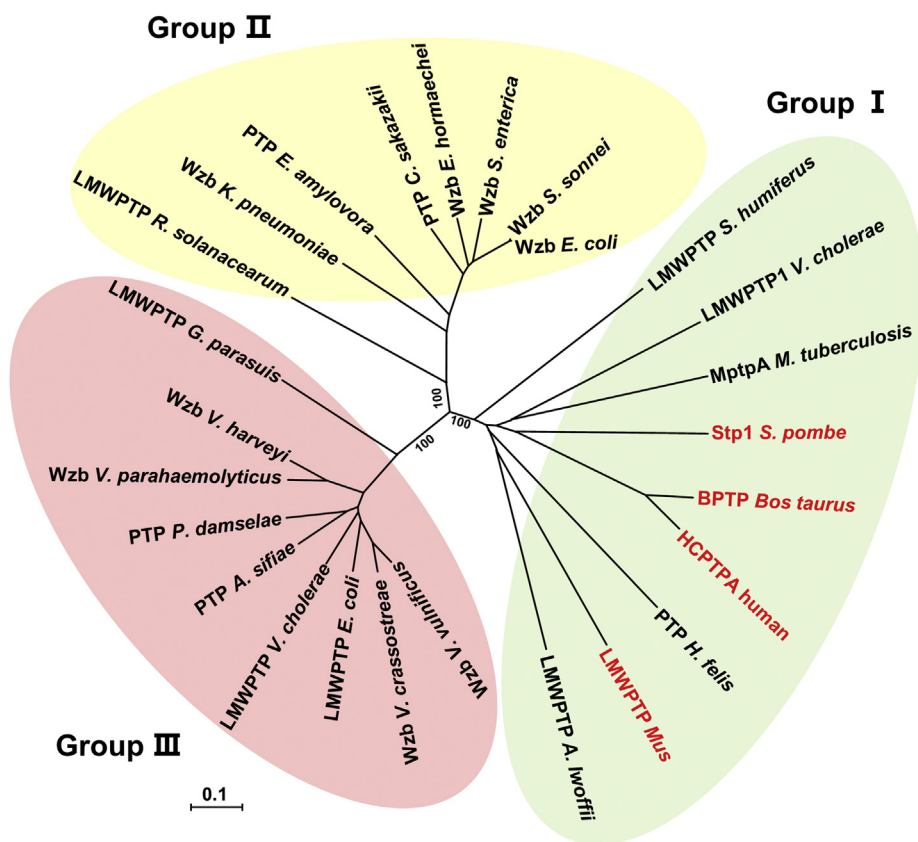 Group Ⅱ
Group Ⅰ
LMWPTP R. solanacearum
Wzb K. pneumoniae
PTP E. amylovora
PTP C. sakazakii
Wzb E. hormaechei
Wzb S. enterica
Wzb S. sonnei
Wzb E. coli
LMWPTP S. humiferus
LMWPTP1 V. cholerae
MptpA M. tuberculosis
Stp1 S. pombe
BPTP Bos taurus
HCPTPA human
PTP H. felis
LMWPTP Mus
LMWPTP A. lwoffii
100
100
100
LMWPTP G. parasuis
Wzb V. harveyi
Wzb V. parahaemolyticus
PTP P. damselae
PTP A. sifiae
LMWPTP V. cholerae
LMWPTP E. coli
Wzb V. crassostreae
Wzb V. vulnificus
Group Ⅲ
0.1